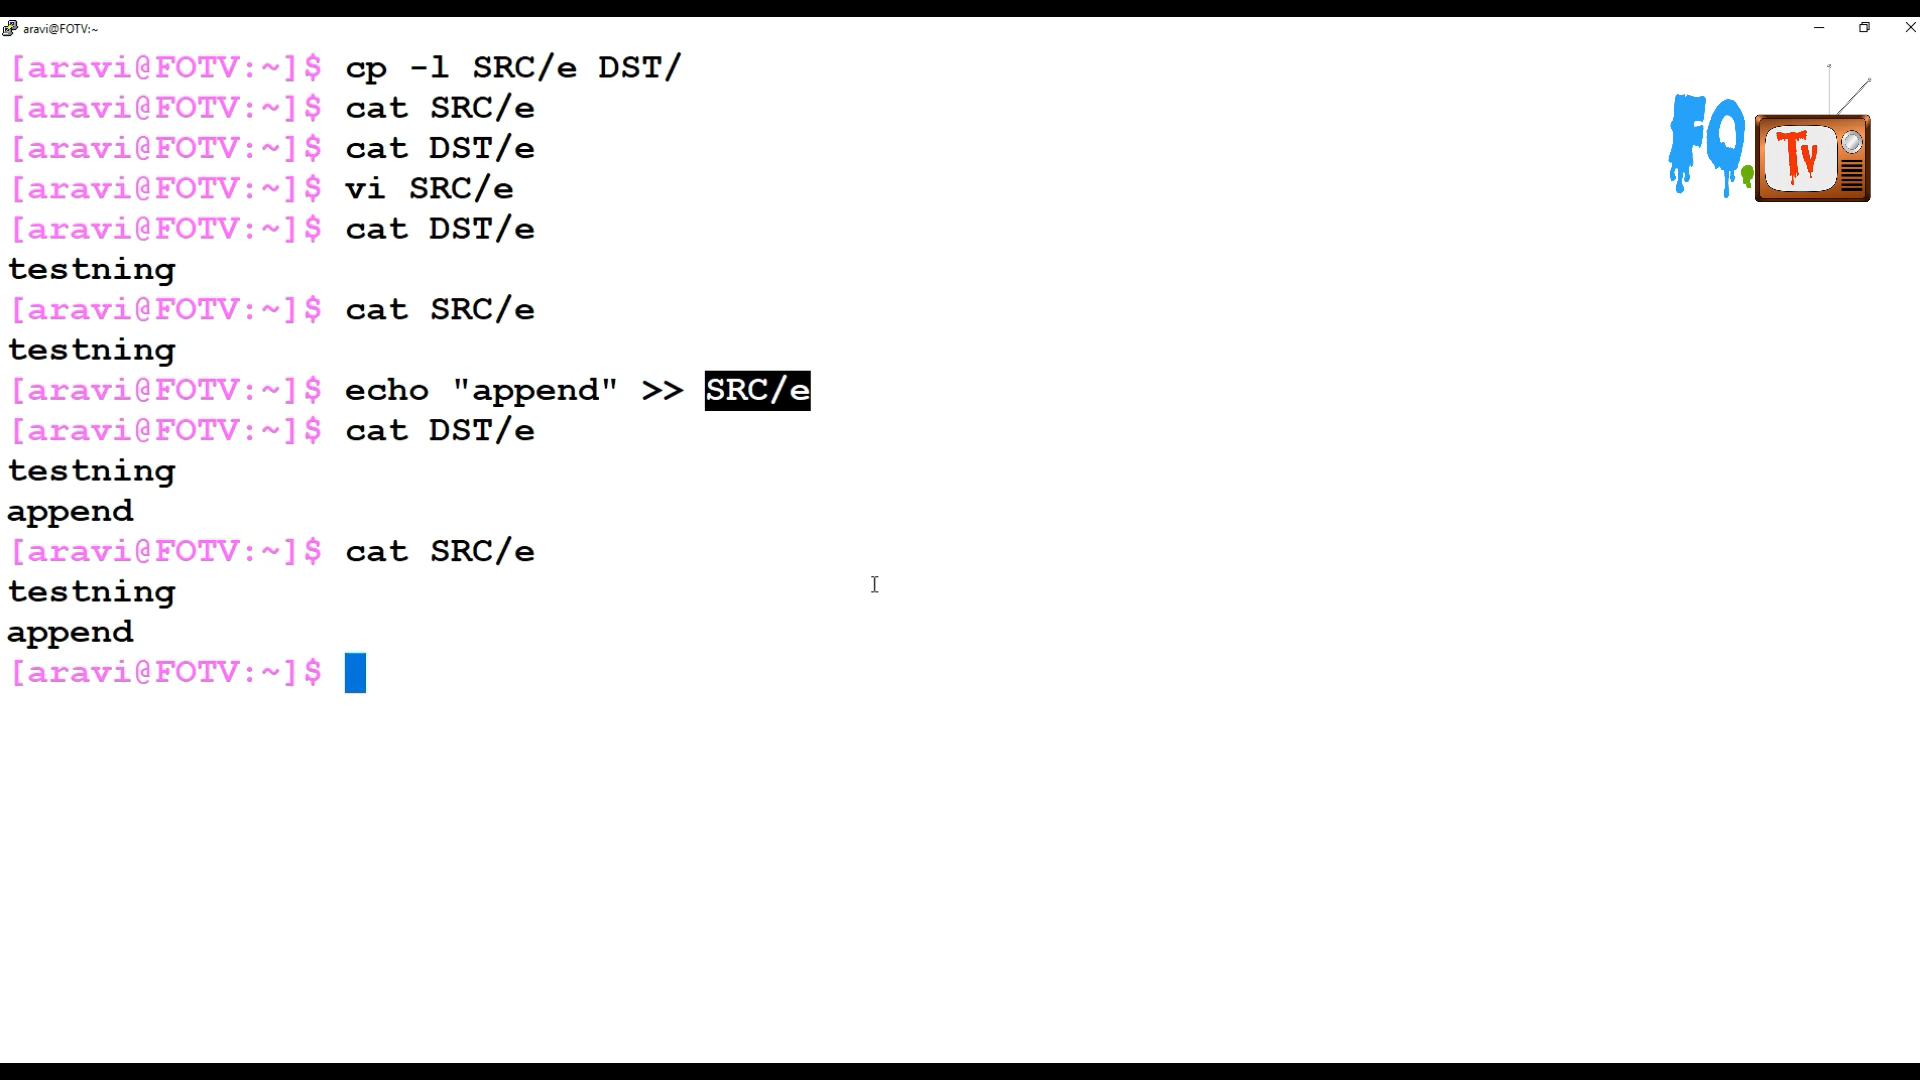 aravi@FOTV:~
[aravi@FOTV:~]$ cp -l SRC/e DST/
[aravi@FOTV:~]$ cat SRC/e
[aravi@FOTV:~]$ cat DST/e
[aravi@FOTV:~]$ vi SRC/e
[aravi@FOTV:~]$ cat DST/e
testning
[aravi@FOTV:~]$ cat SRC/e
testning
[aravi@FOTV:~]$ echo "append" >> SRC/e
[aravi@FOTV:~]$ cat DST/e
testning
append
[aravi@FOTV:~]$ cat SRC/e
testning
append
[aravi@FOTV:~]$
FO.Tv